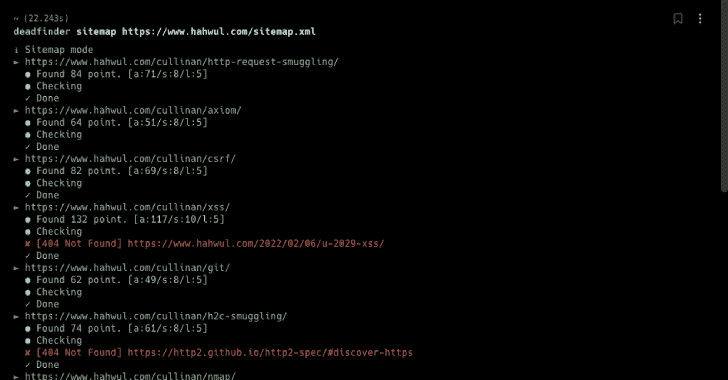 ~ (22.243s)
deadfinder sitemap https://www.hahwul.com/sitemap.xml
ℹ Sitemap mode
► https://www.hahwul.com/cullinan/http-request-smuggling/
● Found 84 point. [a:71/s:8/l:5]
● Checking
✓ Done
► https://www.hahwul.com/cullinan/axiom/
● Found 64 point. [a:51/s:8/l:5]
● Checking
✓ Done
► https://www.hahwul.com/cullinan/csrf/
● Found 82 point. [a:69/s:8/l:5]
● Checking
✓ Done
► https://www.hahwul.com/cullinan/xss/
● Found 132 point. [a:117/s:10/l:5]
✘ [404 Not Found] https://www.hahwul.com/2022/02/06/u-2029-xss/
✓ Done
► https://www.hahwul.com/cullinan/git/
● Found 62 point. [a:49/s:8/l:5]
● Checking
✓ Done
► https://www.hahwul.com/cullinan/h2c-smuggling/
● Found 74 point. [a:61/s:8/l:5]
● Checking
✘ [404 Not Found] https://http2.github.io/http2-spec/#discover-https
✓ Done
► https://www.hahwul.com/cullinan/nmap/